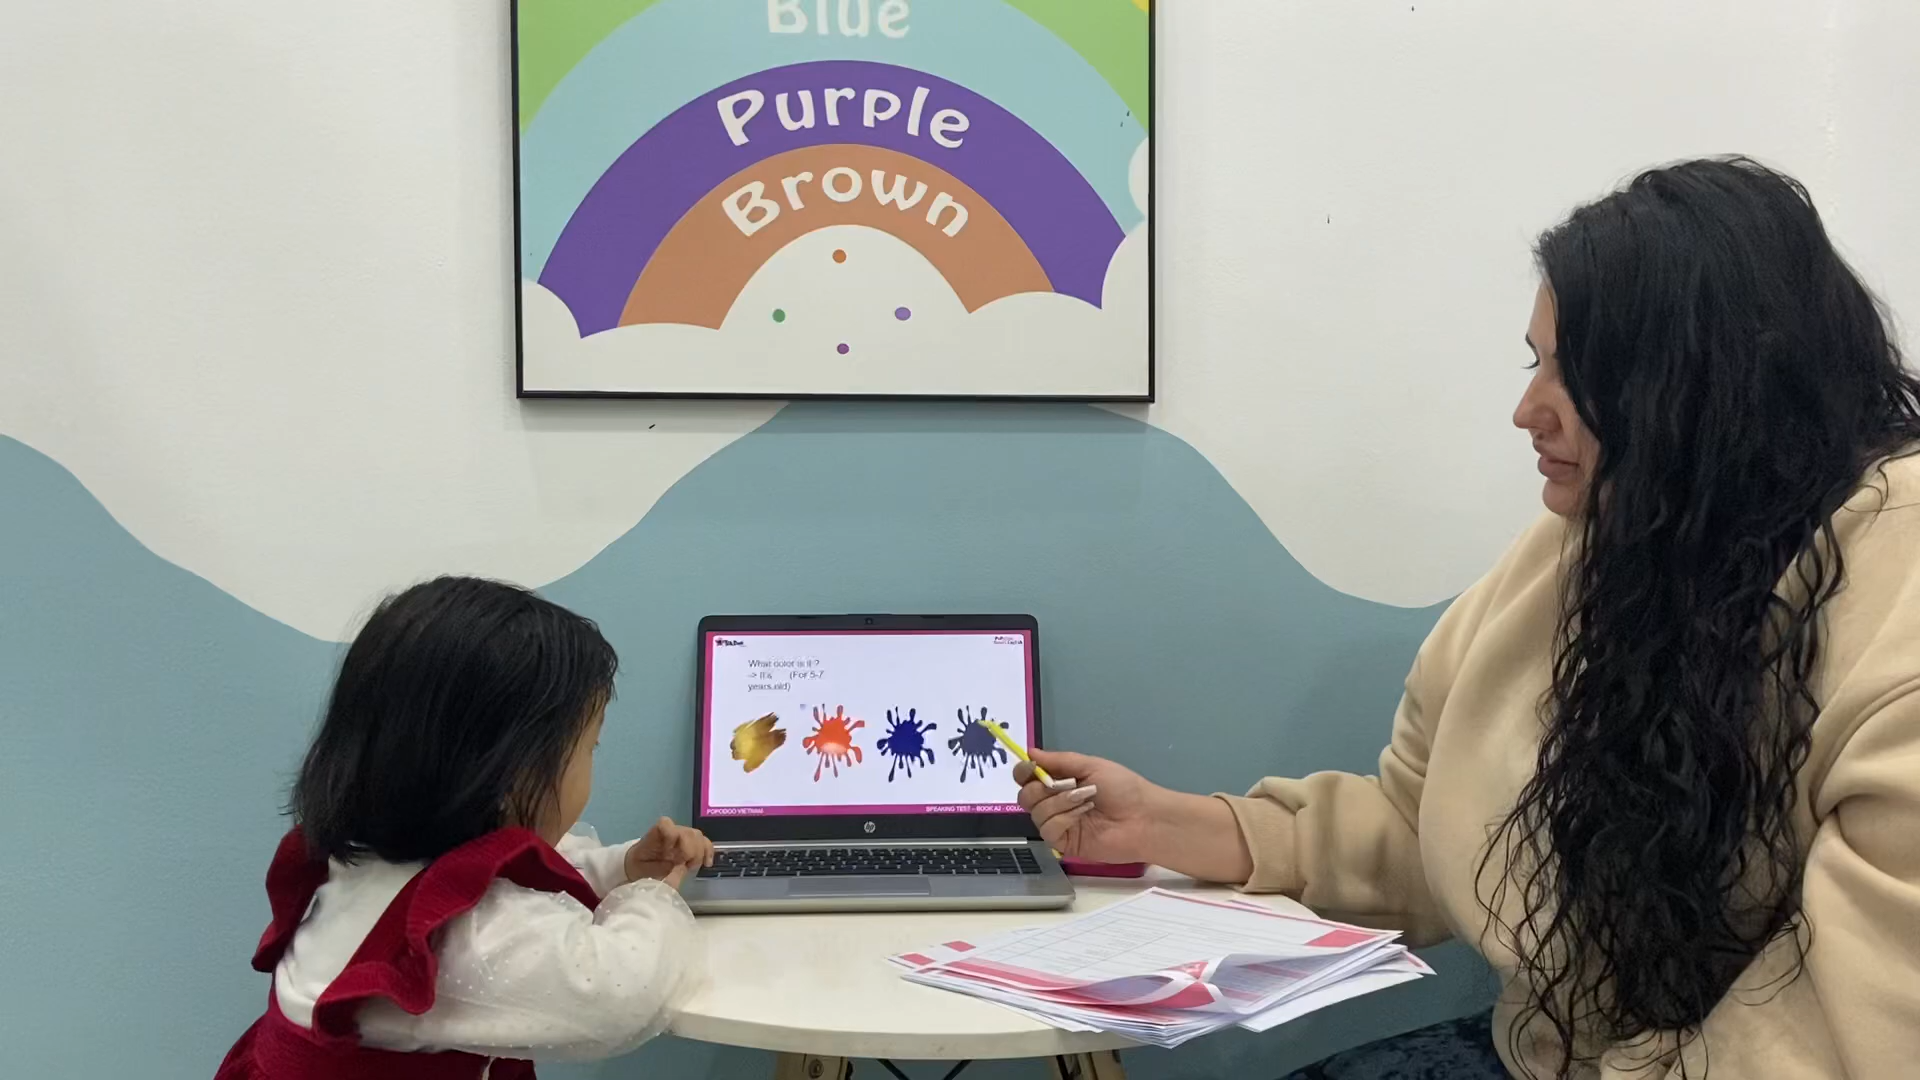 Blue
Purple
Brown
What color is it?
-> It's (For 5-7
years old)
POPODOO VIETNAM
SPEAKING TEST - BOOK A2 - COLO
hp